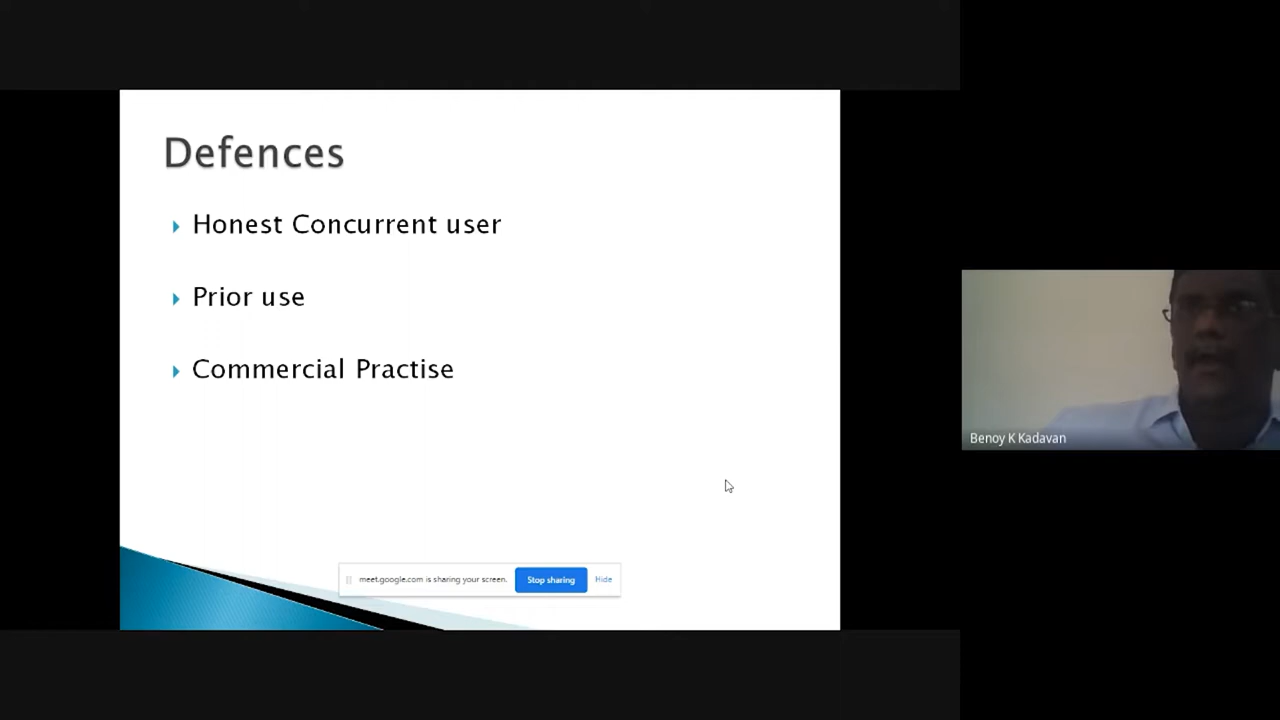 Defences
Honest Concurrent user
Prior use
Commercial Practise
meet.google.com is sharing your screen. Stop sharing Hide
Benoy K Kadavan